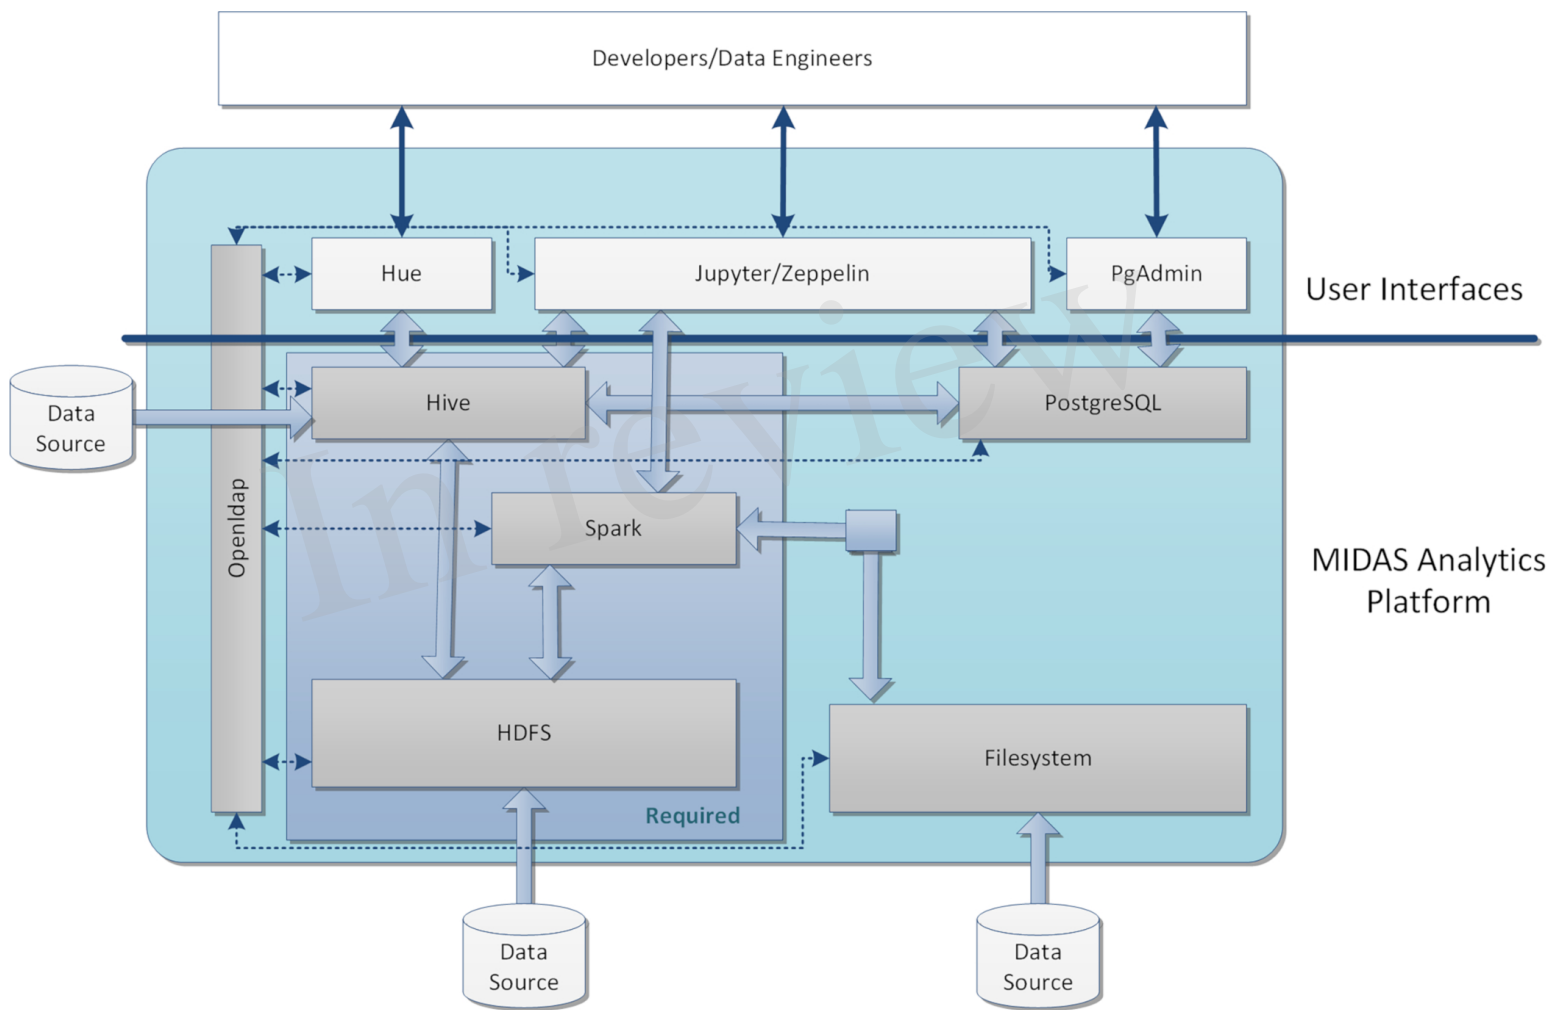 Developers/Data Engineers
Hue
Jupyter/Zeppelin
PgAdmin
User Interfaces
Data
Source
Hive
PostgreSQL
Openldap
Spark
MIDAS Analytics
Platform
HDFS
Filesystem
Required
Data
Source
Data
Source
In review